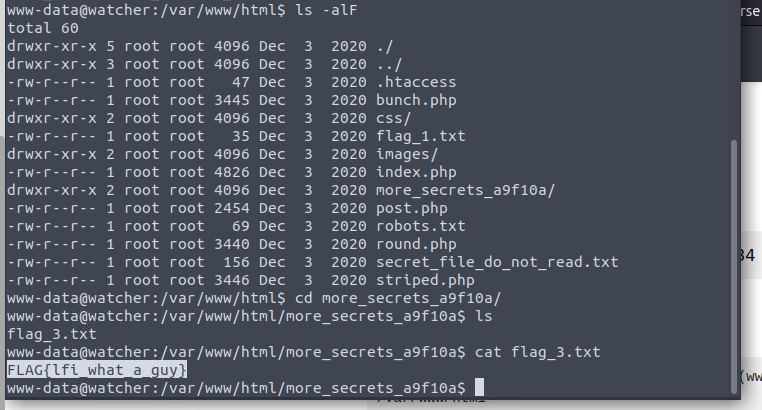 www-data@watcher:/var/www/html$ ls -alF
total 60
drwxr-xr-x 5 root root 4096 Dec  3  2020 ./
drwxr-xr-x 3 root root 4096 Dec  3  2020 ../
-rw-r--r-- 1 root root   47 Dec  3  2020 .htaccess
-rw-r--r-- 1 root root 3445 Dec  3  2020 bunch.php
drwxr-xr-x 2 root root 4096 Dec  3  2020 css/
-rw-r--r-- 1 root root   35 Dec  3  2020 flag_1.txt
drwxr-xr-x 2 root root 4096 Dec  3  2020 images/
-rw-r--r-- 1 root root 4826 Dec  3  2020 index.php
drwxr-xr-x 2 root root 4096 Dec  3  2020 more_secrets_a9f10a/
-rw-r--r-- 1 root root 2454 Dec  3  2020 post.php
-rw-r--r-- 1 root root   69 Dec  3  2020 robots.txt
-rw-r--r-- 1 root root 3440 Dec  3  2020 round.php
-rw-r--r-- 1 root root  156 Dec  3  2020 secret_file_do_not_read.txt
-rw-r--r-- 1 root root 3446 Dec  3  2020 striped.php
www-data@watcher:/var/www/html$ cd more_secrets_a9f10a/
www-data@watcher:/var/www/html/more_secrets_a9f10a$ ls
flag_3.txt
www-data@watcher:/var/www/html/more_secrets_a9f10a$ cat flag_3.txt
FLAG{lfi_what_a_guy}
www-data@watcher:/var/www/html/more_secrets_a9f10a$
rse
34
(ww